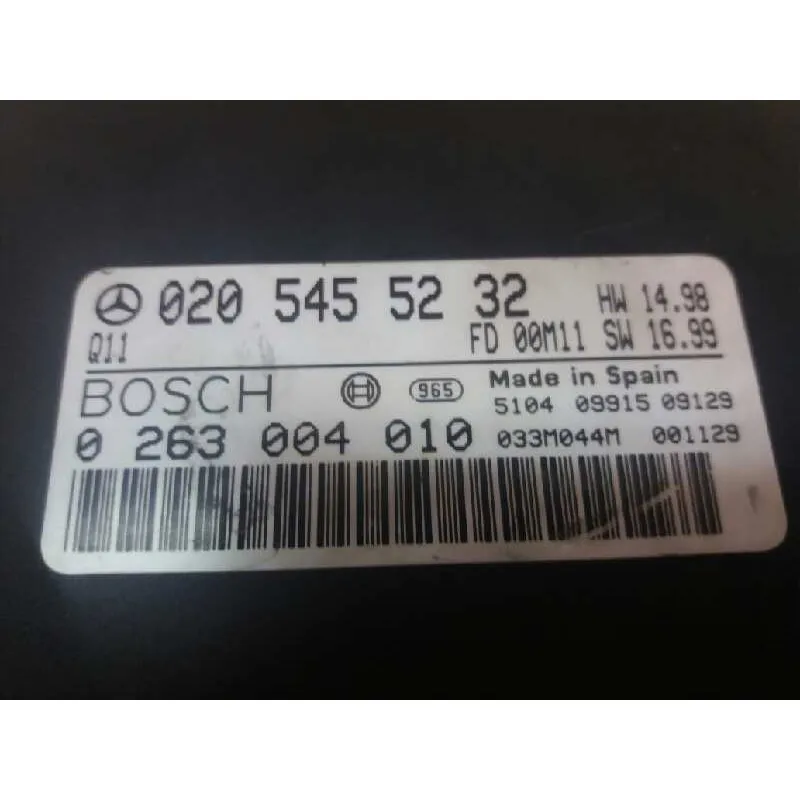 020 545 52 32 HW 14.98
Q11 FD 00M11 SW 16.99
BOSCH 965 Made in Spain
5104 09915 09129
0 263 004 010 033M044M 001129